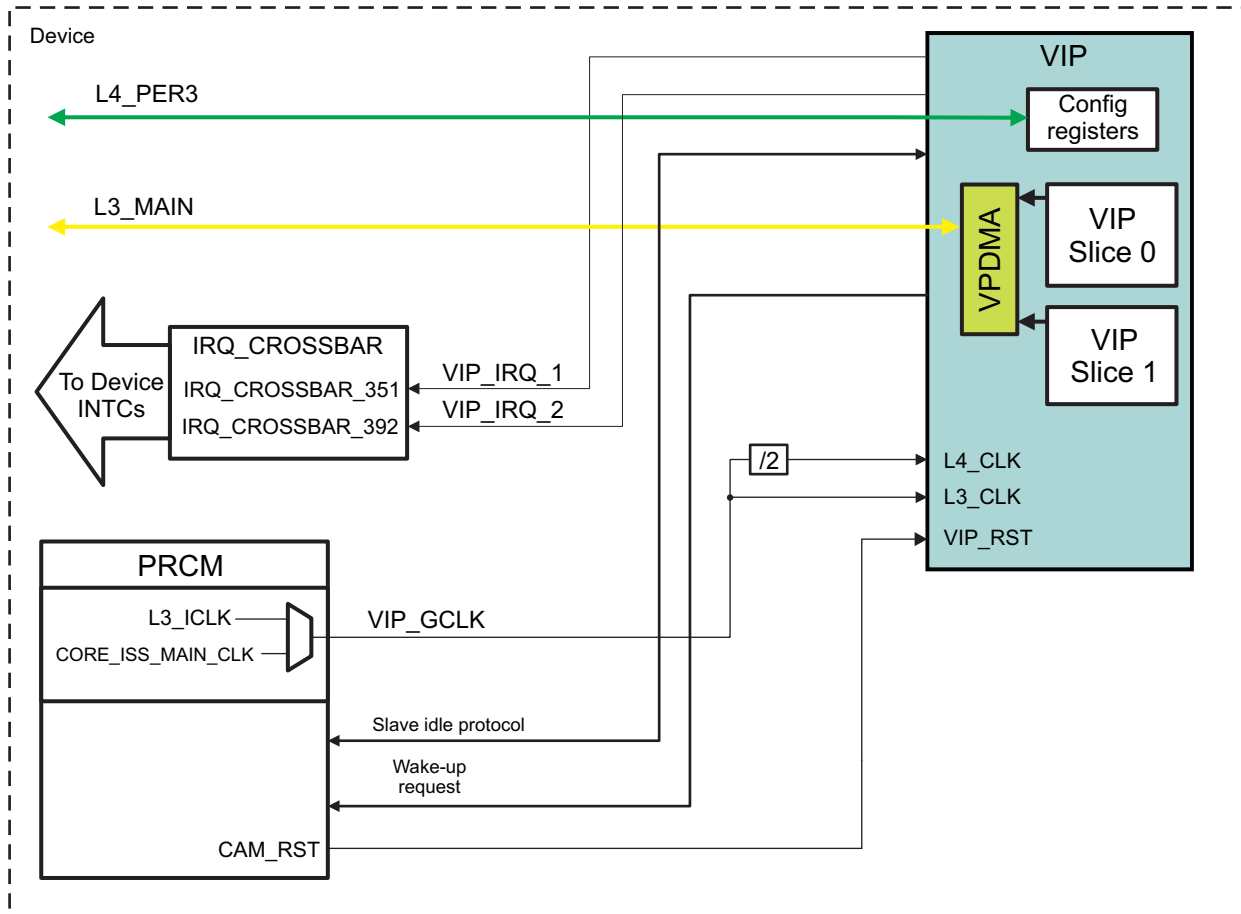 Device
VIP
L4_PER3
Config
registers
L3_MAIN
VPDMA
VIP
Slice 0
VIP
Slice 1
IRQ_CROSSBAR
IRQ_CROSSBAR_351
IRQ_CROSSBAR_392
To Device
INTCs
VIP_IRQ_1
VIP_IRQ_2
/2
L4_CLK
L3_CLK
VIP_RST
PRCM
L3_ICLK
CORE_ISS_MAIN_CLK
VIP_GCLK
Slave idle protocol
Wake-up
request
CAM_RST